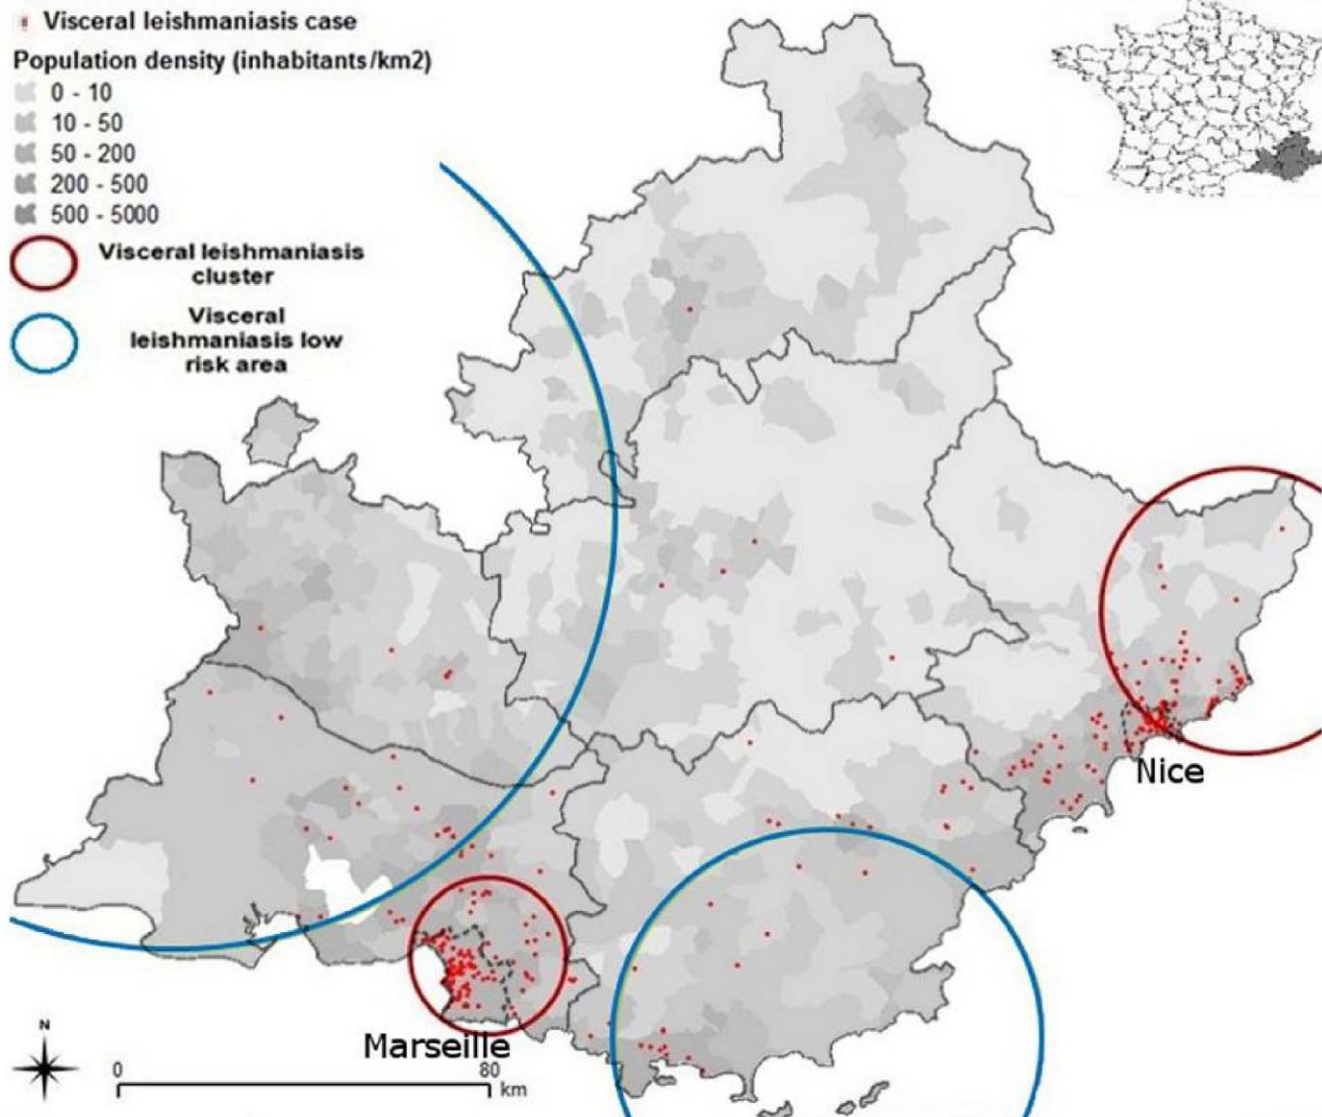 Visceral leishmaniasis case
Population density (inhabitants/km2)
0 - 10
10 - 50
50 - 200
200 - 500
500 - 5000
Visceral leishmaniasis
cluster
Visceral
leishmaniasis low
risk area
Nice
Marseille
N
0
80
km